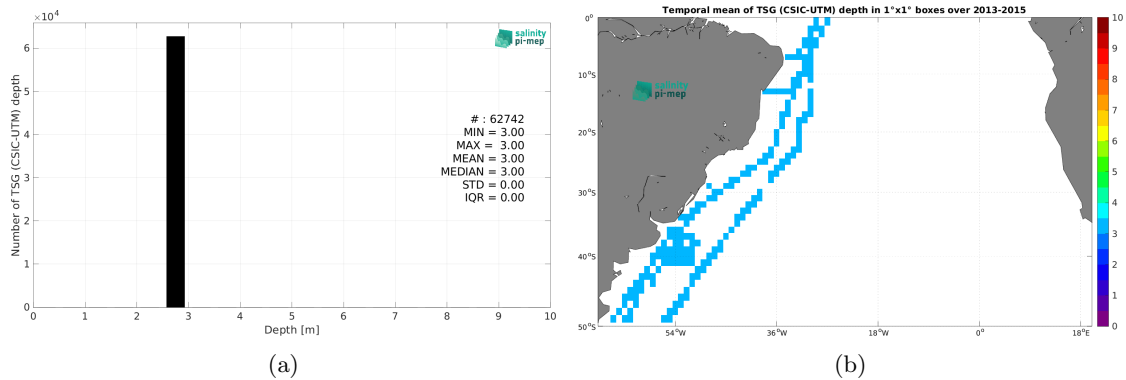 ×10⁴
6
5
4
3
2
1
0
Number of TSG (CSIC-UTM) depth
0 1 2 3 4 5 6 7 8 9 10
Depth [m]
salinity
pi-mep
# : 62742
MIN = 3.00
MAX = 3.00
MEAN = 3.00
MEDIAN = 3.00
STD = 0.00
IQR = 0.00
(a)
Temporal mean of TSG (CSIC-UTM) depth in 1°x1° boxes over 2013-2015
0°
10°S
20°S
30°S
40°S
50°S
54°W 36°W 18°W 0° 18°E
salinity
pi-mep
10
9
8
7
6
5
4
3
2
1
0
(b)